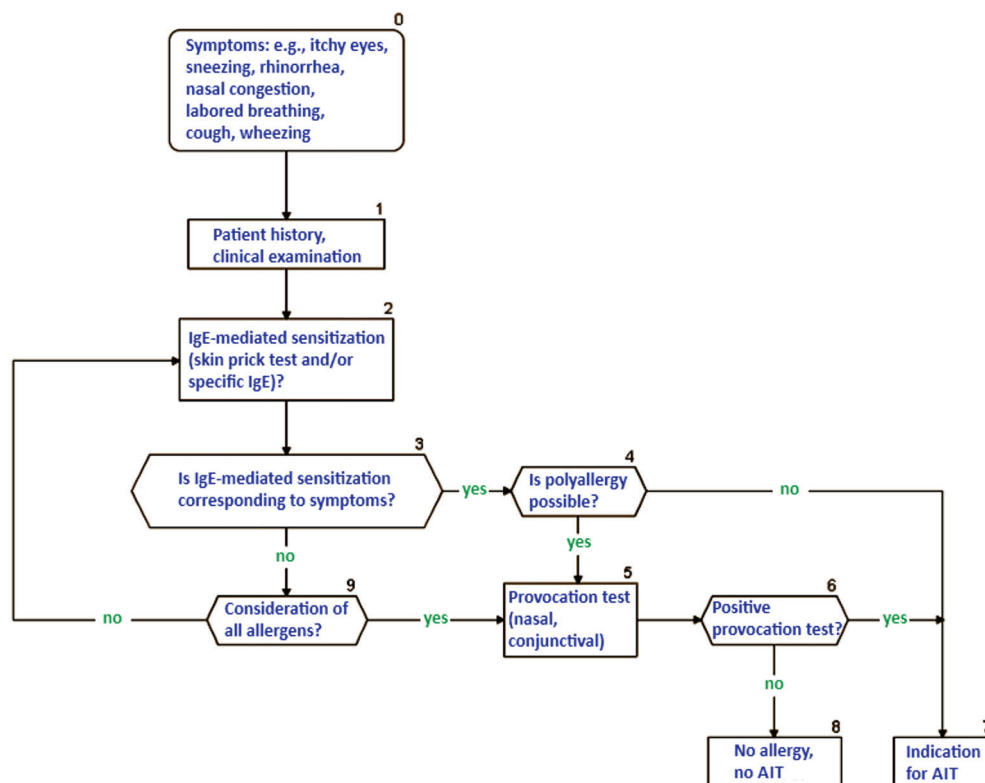 0
Symptoms: e.g., itchy eyes,
sneezing, rhinorrhea,
nasal congestion,
labored breathing,
cough, wheezing
1
Patient history,
clinical examination
2
IgE-mediated sensitization
(skin prick test and/or
specific IgE)?
3
Is IgE-mediated sensitization
corresponding to symptoms?
yes
4
Is polyallergy
possible?
no
yes
no
9
Consideration of
all allergens?
no
yes
5
Provocation test
(nasal,
conjunctival)
6
Positive
provocation test?
yes
no
8
No allergy,
no AIT
7
Indication
for AIT